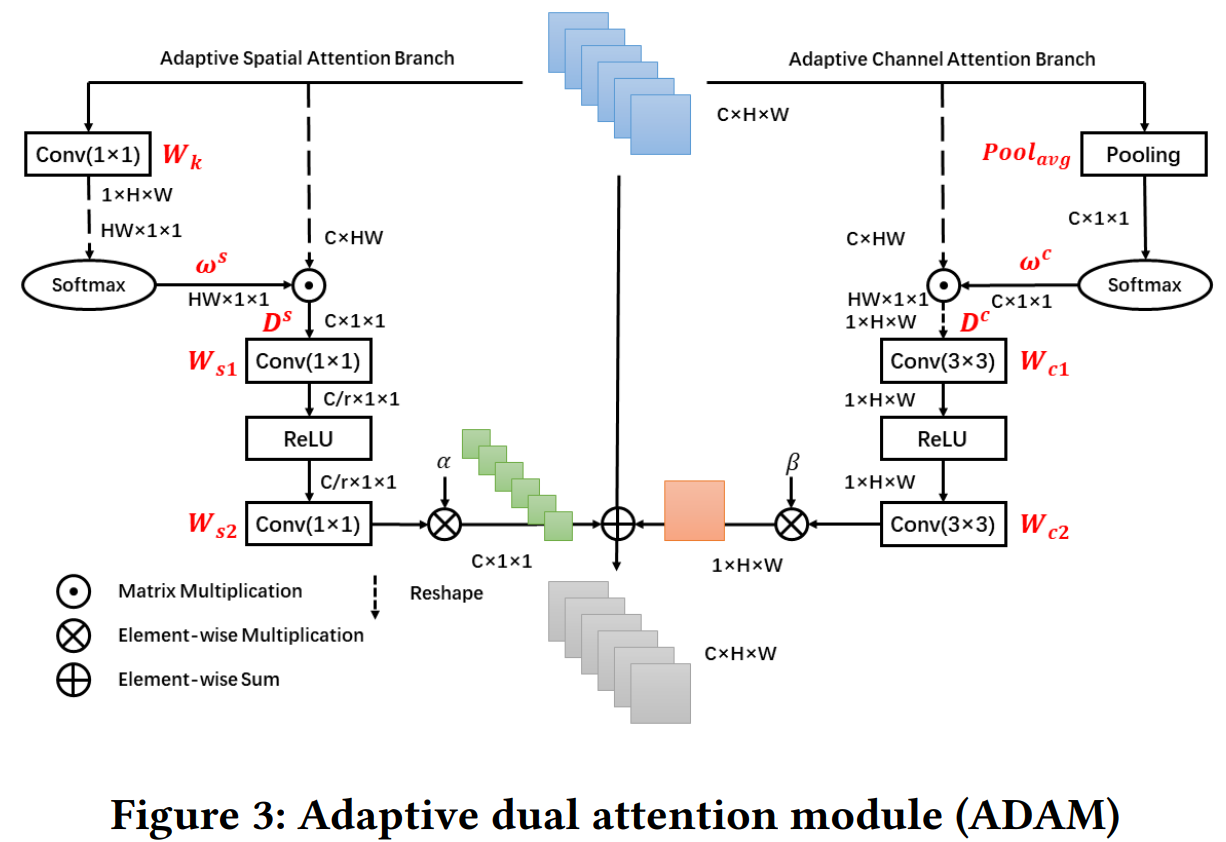 Adaptive Spatial Attention Branch
Adaptive Channel Attention Branch
C×H×W
Conv(1×1)
W_k
1×H×W
HW×1×1
Softmax
ω^s
HW×1×1
C×HW
D^s
C×1×1
W_{s1}
Conv(1×1)
C/r×1×1
ReLU
C/r×1×1
W_{s2}
Conv(1×1)
α
C×1×1
Pool_{avg}
Pooling
C×1×1
Softmax
ω^c
C×1×1
C×HW
HW×1×1
1×H×W
D^c
Conv(3×3)
W_{c1}
1×H×W
ReLU
1×H×W
Conv(3×3)
W_{c2}
β
1×H×W
Matrix Multiplication
Reshape
Element-wise Multiplication
Element-wise Sum
C×H×W
Figure 3: Adaptive dual attention module (ADAM)